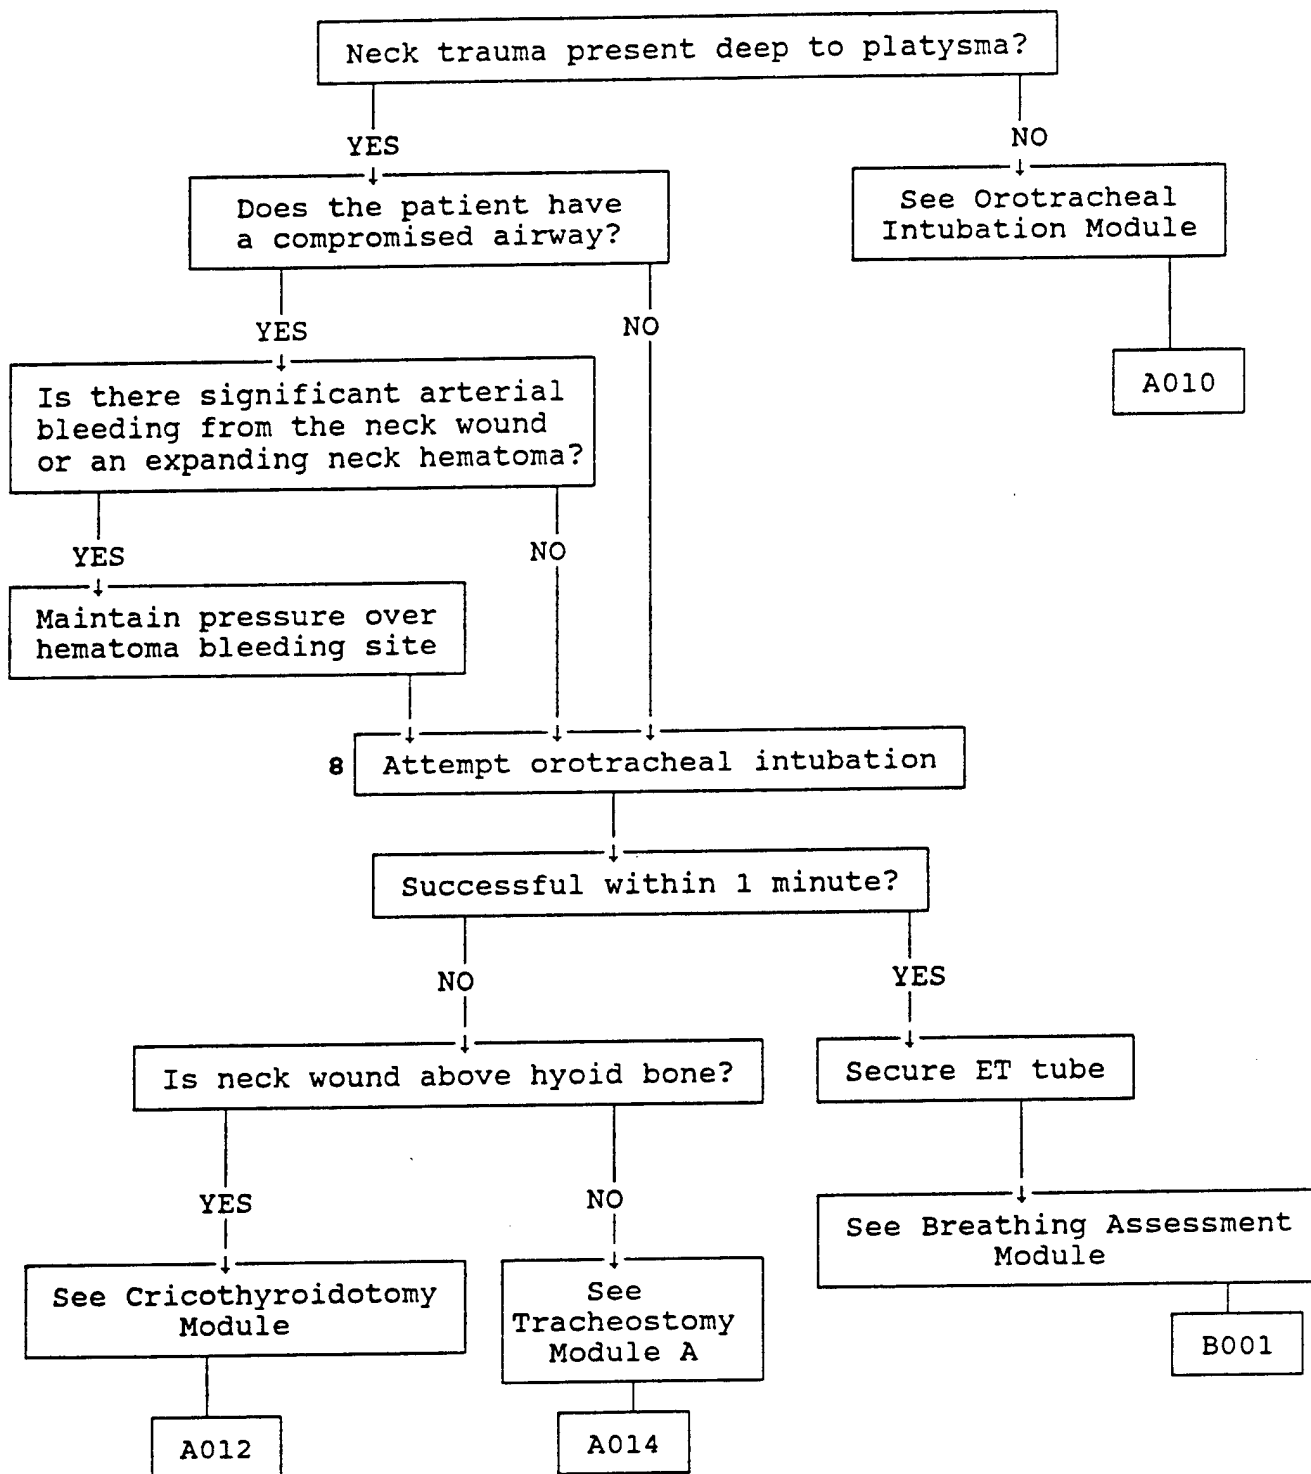 Neck trauma present deep to platysma?
YES
NO
Does the patient have
a compromised airway?
See Orotracheal
Intubation Module
YES
NO
A010
Is there significant arterial
bleeding from the neck wound
or an expanding neck hematoma?
YES
NO
Maintain pressure over
hematoma bleeding site
8 Attempt orotracheal intubation
Successful within 1 minute?
NO
YES
Is neck wound above hyoid bone?
Secure ET tube
YES
NO
See Breathing Assessment
Module
See Cricothyroidotomy
Module
See
Tracheostomy
Module A
B001
A012
A014